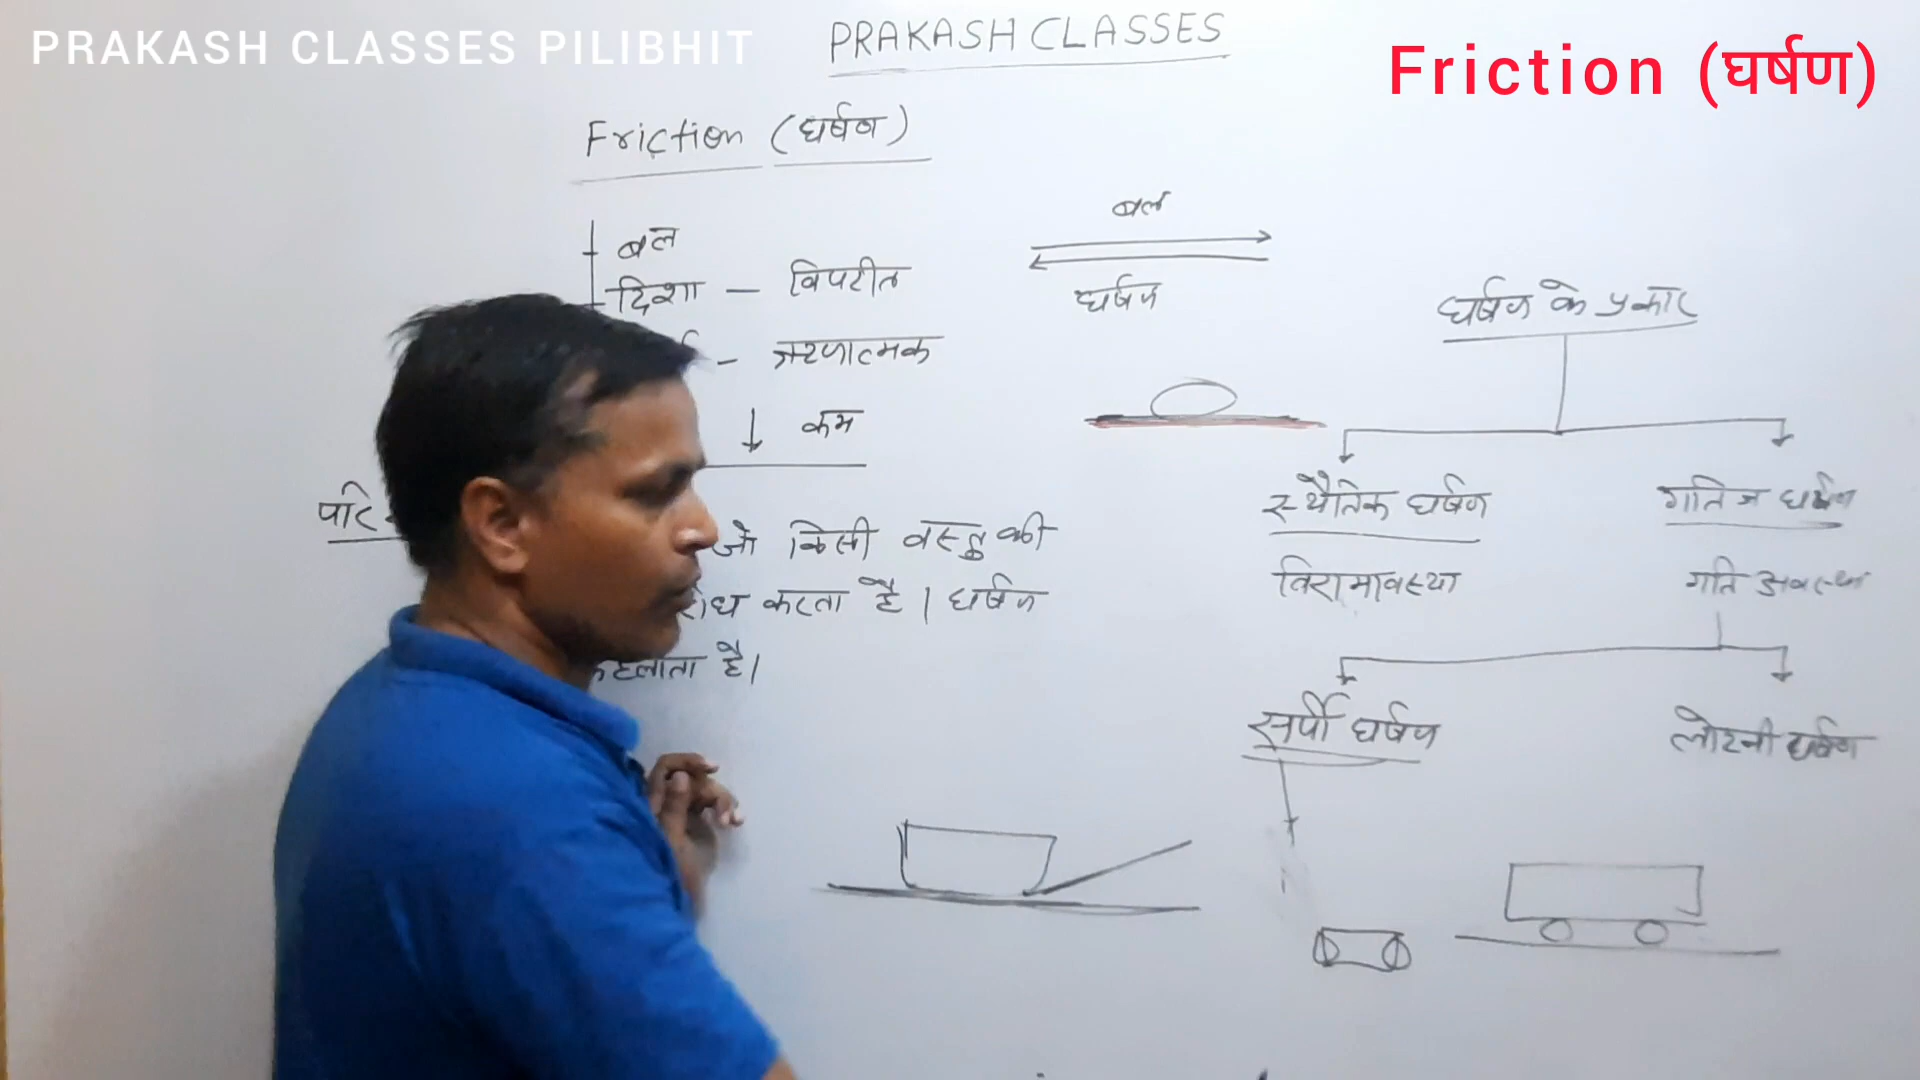 PRAKASH CLASSES PILIBHIT
PRAKASH CLASSES
Friction (घर्षण)
Friction (घर्षण)
बल
दिशा – विपरीत
– ऋणात्मक
↓ कम
बल
घर्षण
घर्षण के प्रकार
स्थैतिक घर्षण
गतिज घर्षण
विरामावस्था
गति अवस्था
जो किसी वस्तु की
करता है। घर्षण
कहलाता है।
सर्पी घर्षण
लोटनी घर्षण